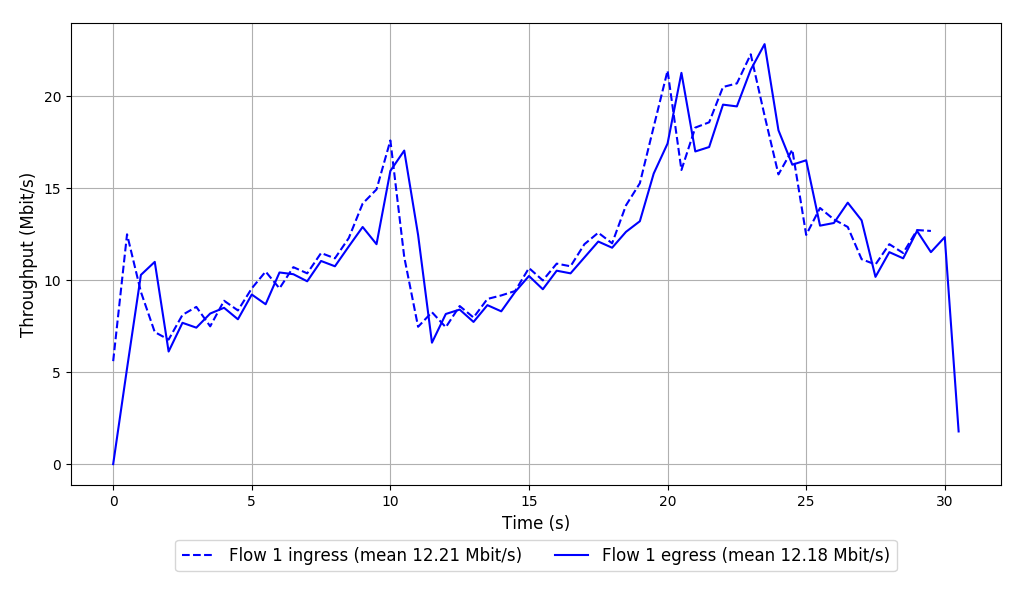 Throughput (Mbit/s)
20
15
10
5
0
0 5 10 15 20 25 30
Time (s)
Flow 1 ingress (mean 12.21 Mbit/s) Flow 1 egress (mean 12.18 Mbit/s)